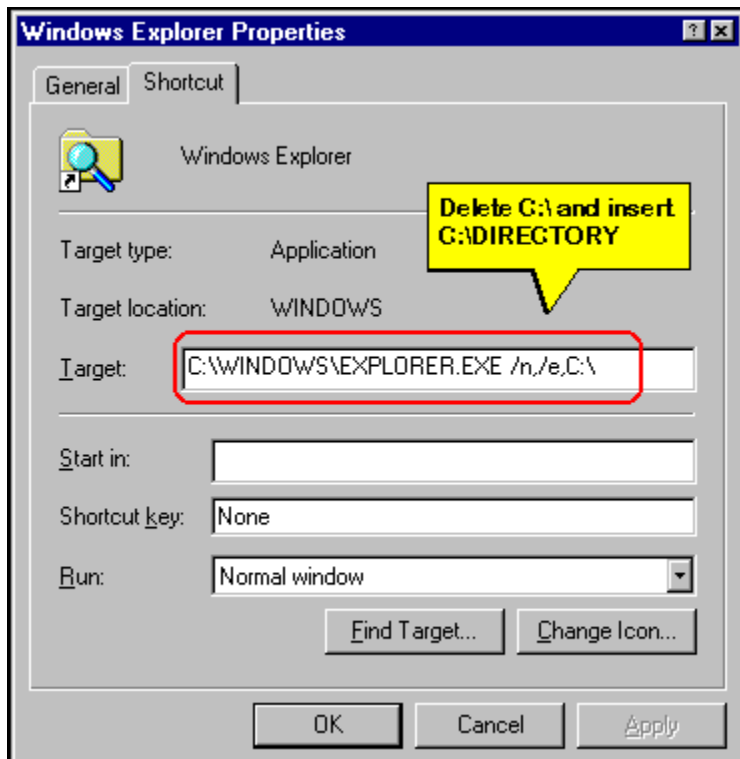 Windows Explorer Properties
General Shortcut
Windows Explorer
Delete C:\ and insert
C:\DIRECTORY
Target type: Application
Target location: WINDOWS
Target: C:\WINDOWS\EXPLORER.EXE /n,/e,C:\
Start in:
Shortcut key: None
Run: Normal window
Find Target... Change Icon...
OK Cancel Apply